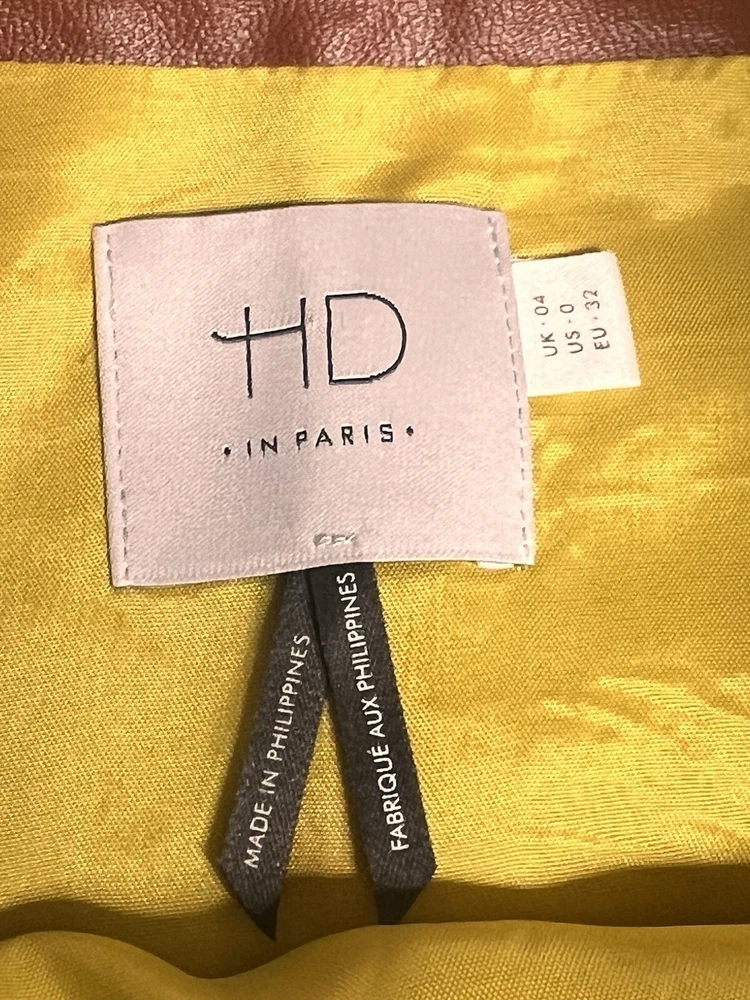 HD
• IN PARIS •
UK • 04
US • 0
EU • 32
MADE IN PHILIPPINES
FABRIQUÉ AUX PHILIPPINES